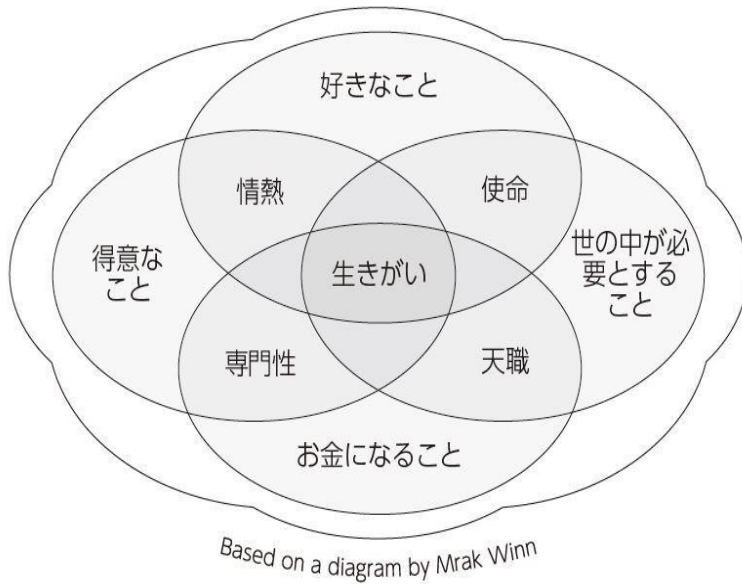 好きなこと
情熱
使命
得意な
こと
生きがい
世の中が必
要とする
こと
専門性
天職
お金になること
Based on a diagram by Mrak Winn